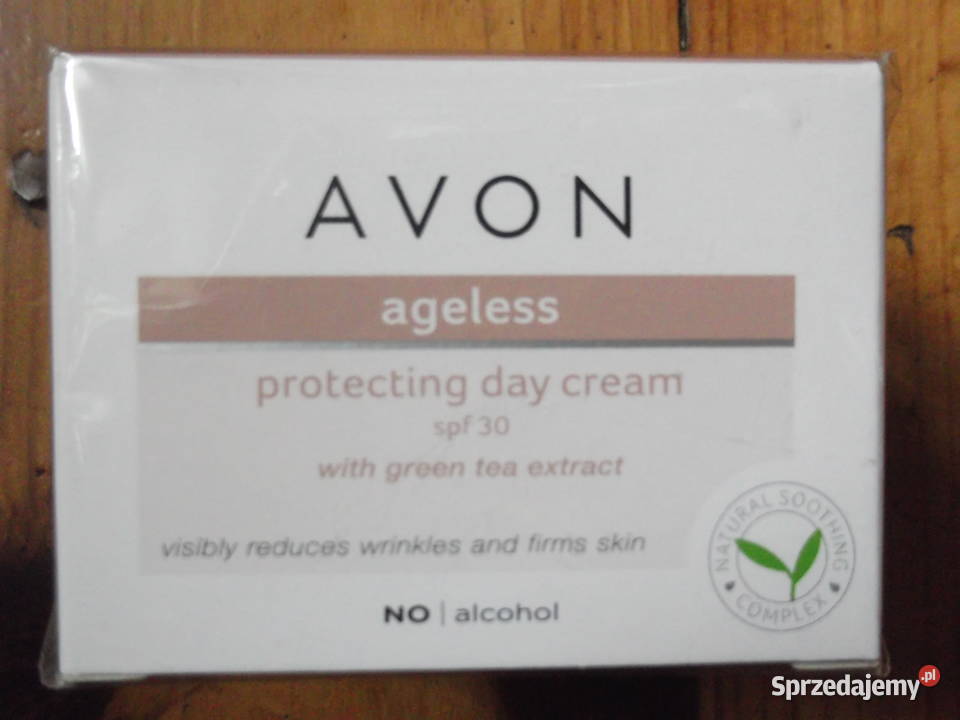 AVON
ageless
protecting day cream
spf 30
with green tea extract
visibly reduces wrinkles and firms skin
NO | alcohol
NATURAL SOOTHING
COMPLEX
Sprzedajemy.pl